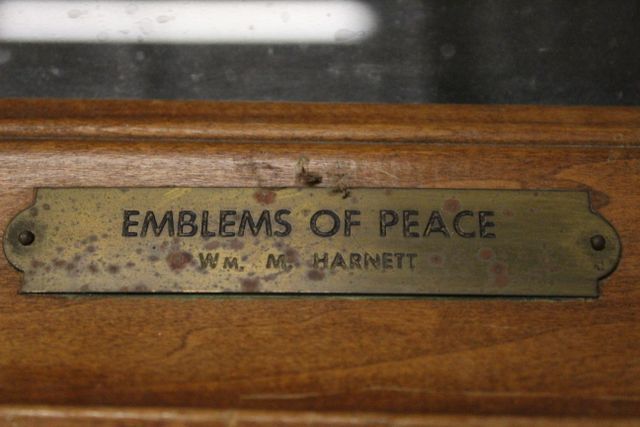 EMBLEMS OF PEACE
WM. M. HARNETT